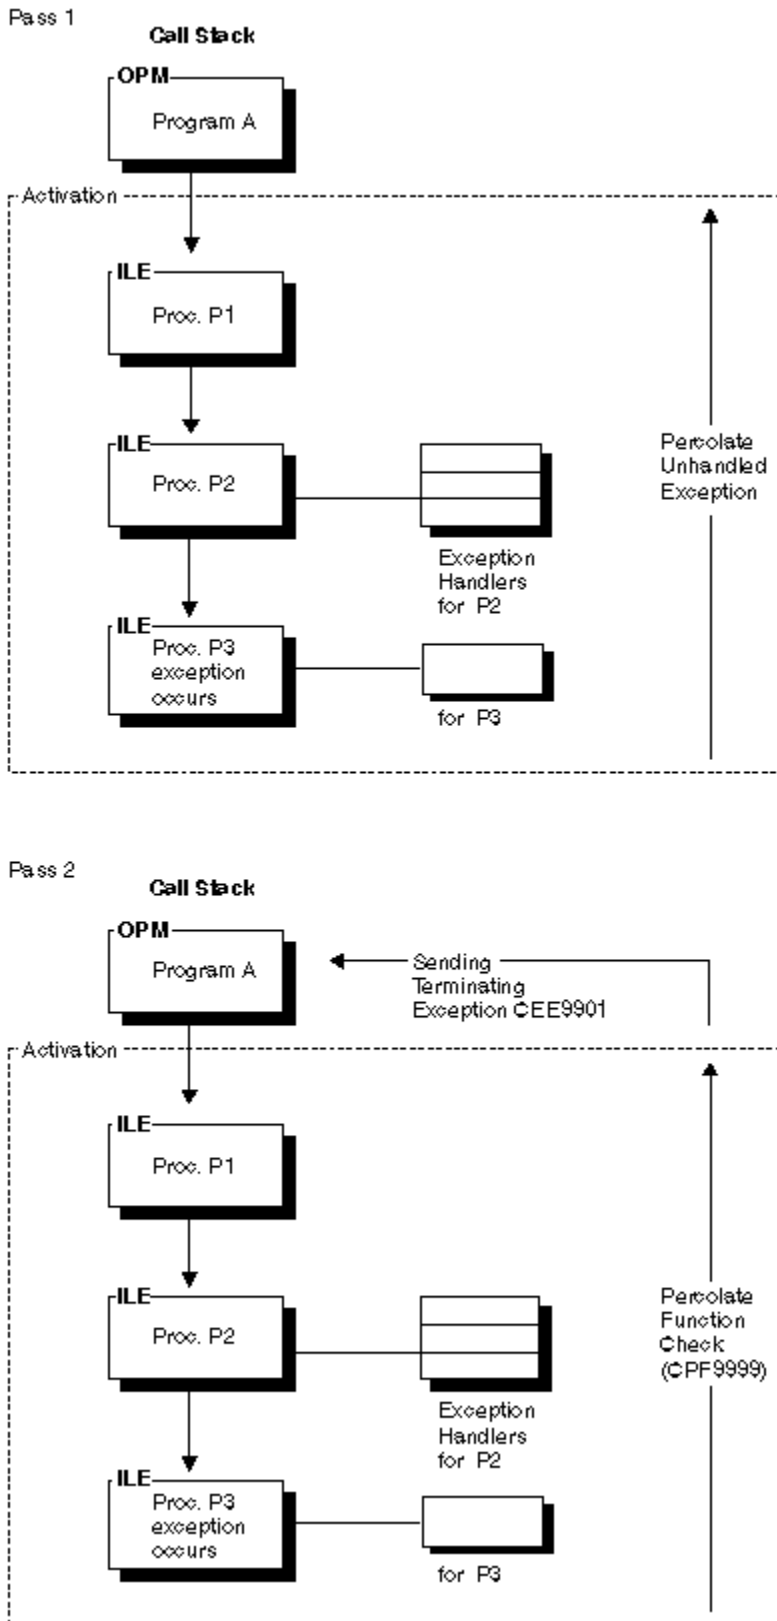 Pass 1
Call Stack
OPM
Program A
Activation
ILE
Proc. P1
ILE
Proc. P2
Percolate
Unhandled
Exception
Exception
Handlers
for P2
ILE
Proc. P3
exception
occurs
for P3
Pass 2
Call Stack
OPM
Program A
Sending
Terminating
Exception CEE9901
Activation
ILE
Proc. P1
ILE
Proc. P2
Percolate
Function
Check
(CPF9999)
Exception
Handlers
for P2
ILE
Proc. P3
exception
occurs
for P3